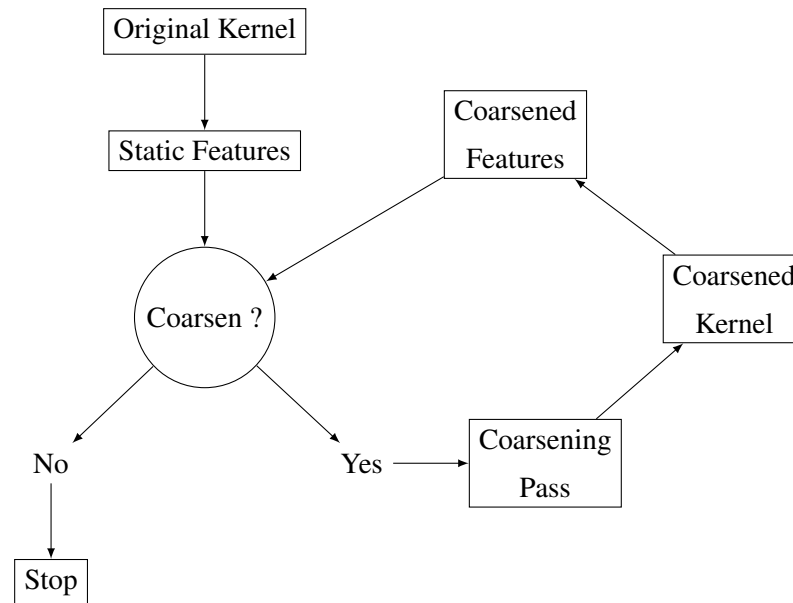 Original Kernel
Static Features
Coarsen ?
No
Stop
Yes
Coarsening
Pass
Coarsened
Kernel
Coarsened
Features